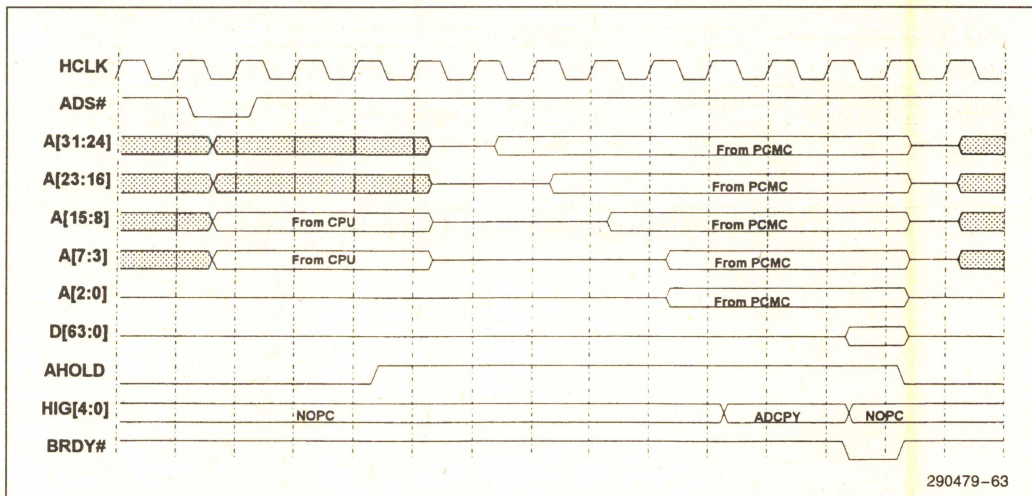 HCLK
ADS#
A[31:24] From PCMC
A[23:16] From PCMC
A[15:8] From CPU From PCMC
A[7:3] From CPU From PCMC
A[2:0] From PCMC
D[63:0]
AHOLD
HIG[4:0] NOPC ADCPY NOPC
BRDY#
290479-63